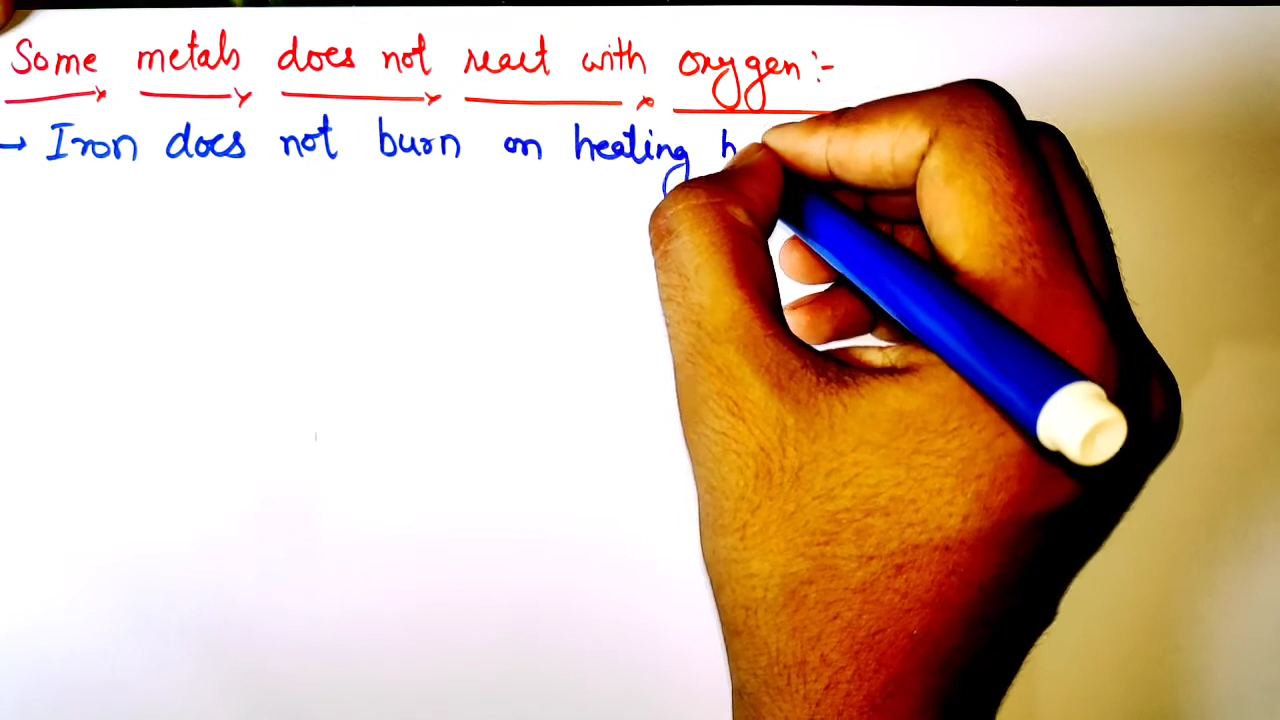 Some metals does not react with oxygen:-
→ Iron does not burn on heating